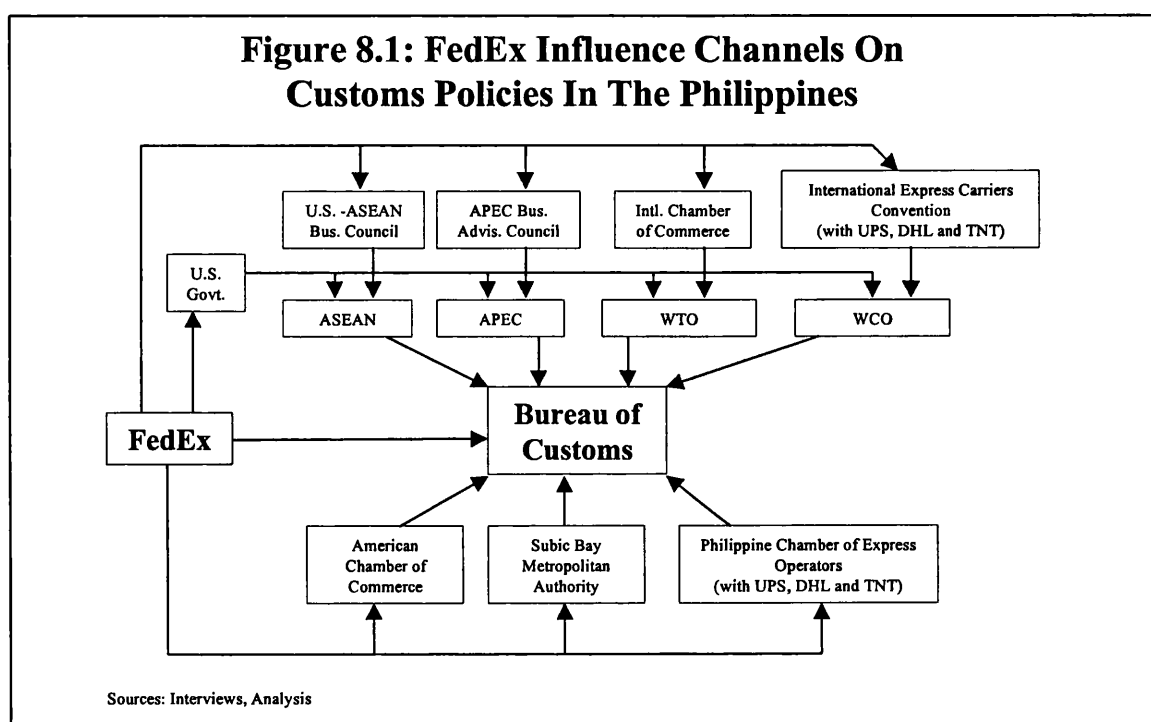 Figure 8.1: FedEx Influence Channels On
Customs Policies In The Philippines
U.S. -ASEAN
Bus. Council
APEC Bus.
Advis. Council
Intl. Chamber
of Commerce
International Express Carriers
Convention
(with UPS, DHL and TNT)
U.S.
Govt.
ASEAN
APEC
WTO
WCO
FedEx
Bureau of
Customs
American
Chamber of
Commerce
Subic Bay
Metropolitan
Authority
Philippine Chamber of Express
Operators
(with UPS, DHL and TNT)
Sources: Interviews, Analysis